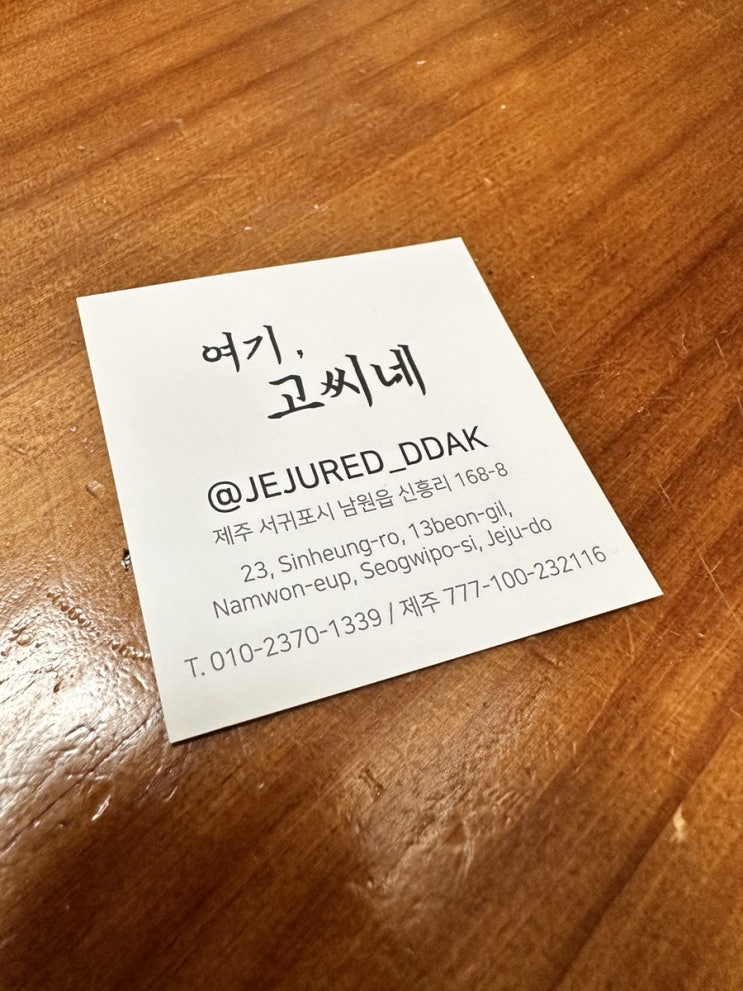 여기,
고씨네
@JEJURED_DDAK
제주 서귀포시 남원읍 신흥리 168-8
23, Sinheung-ro, 13beon-gil,
Namwon-eup, Seogwipo-si, Jeju-do
T. 010-2370-1339 / 제주 777-100-232116